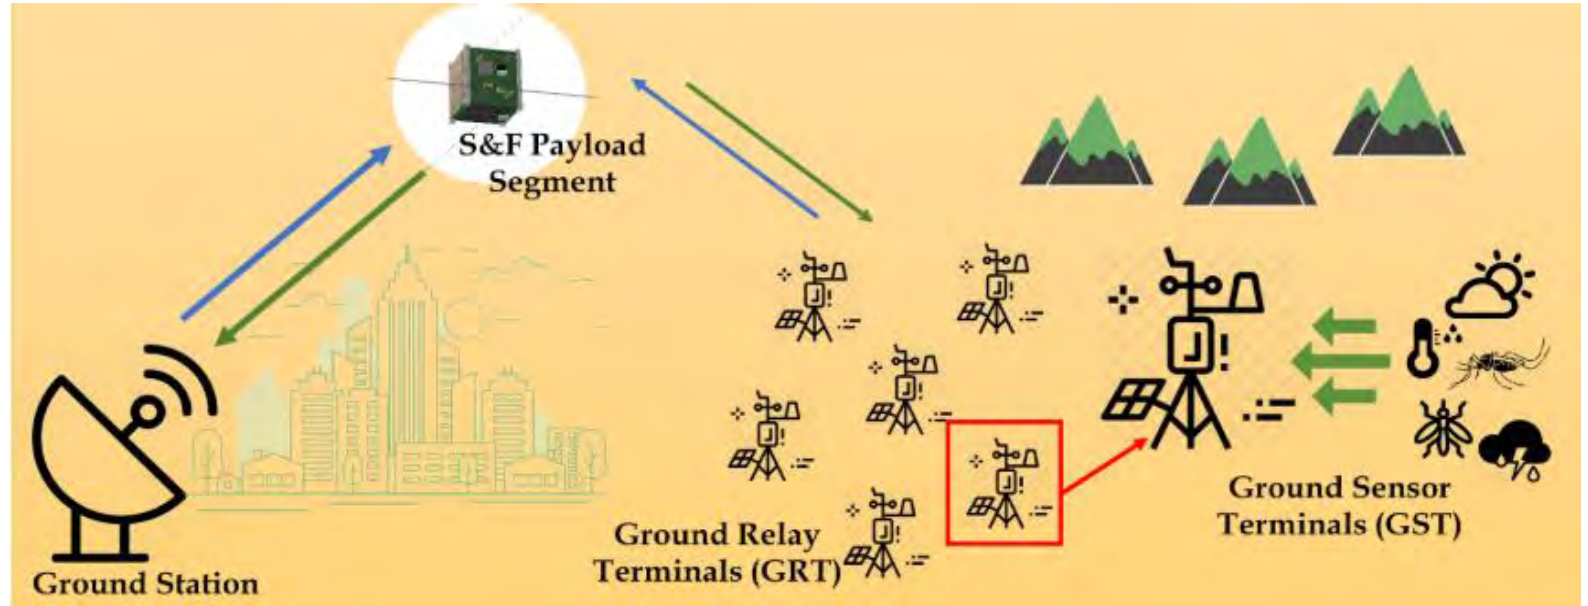 S&F Payload
Segment
Ground Station
Ground Relay
Terminals (GRT)
Ground Sensor
Terminals (GST)